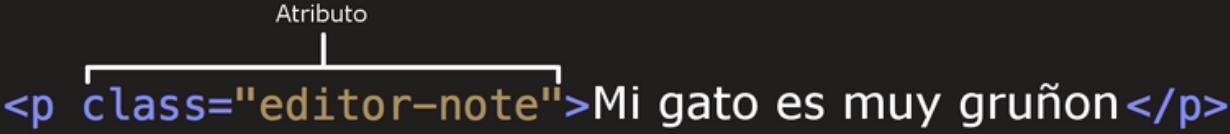 Atributo
<p class="editor-note">Mi gato es muy gruñon</p>